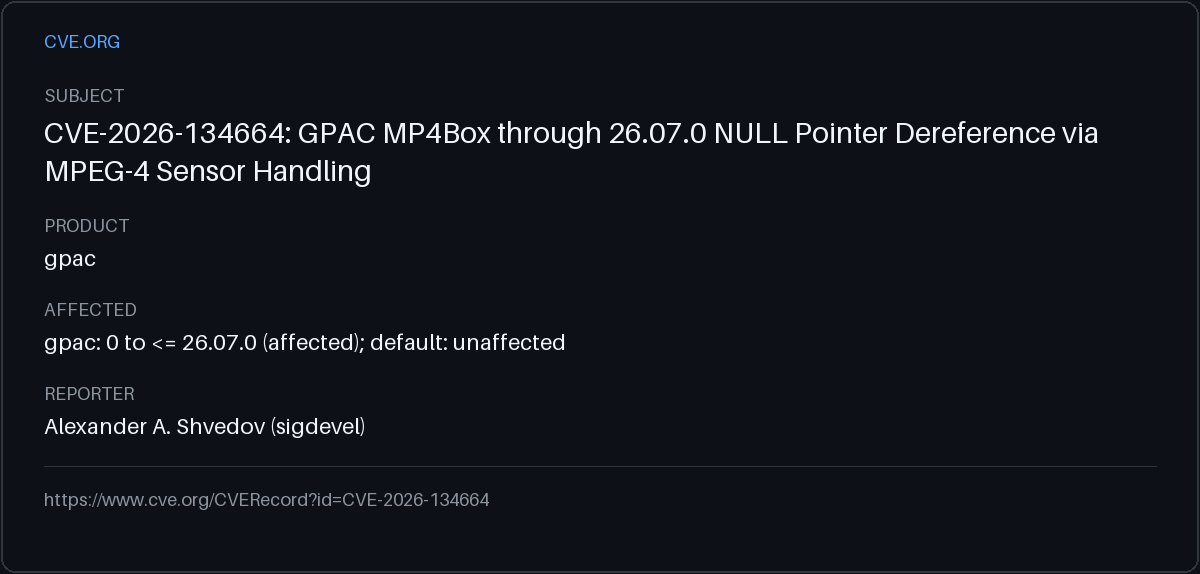 CVE.ORG
SUBJECT
CVE-2026-134664: GPAC MP4Box through 26.07.0 NULL Pointer Dereference via
MPEG-4 Sensor Handling
PRODUCT
gpac
AFFECTED
gpac: 0 to <= 26.07.0 (affected); default: unaffected
REPORTER
Alexander A. Shvedov (sigdevel)
https://www.cve.org/CVERecord?id=CVE-2026-134664